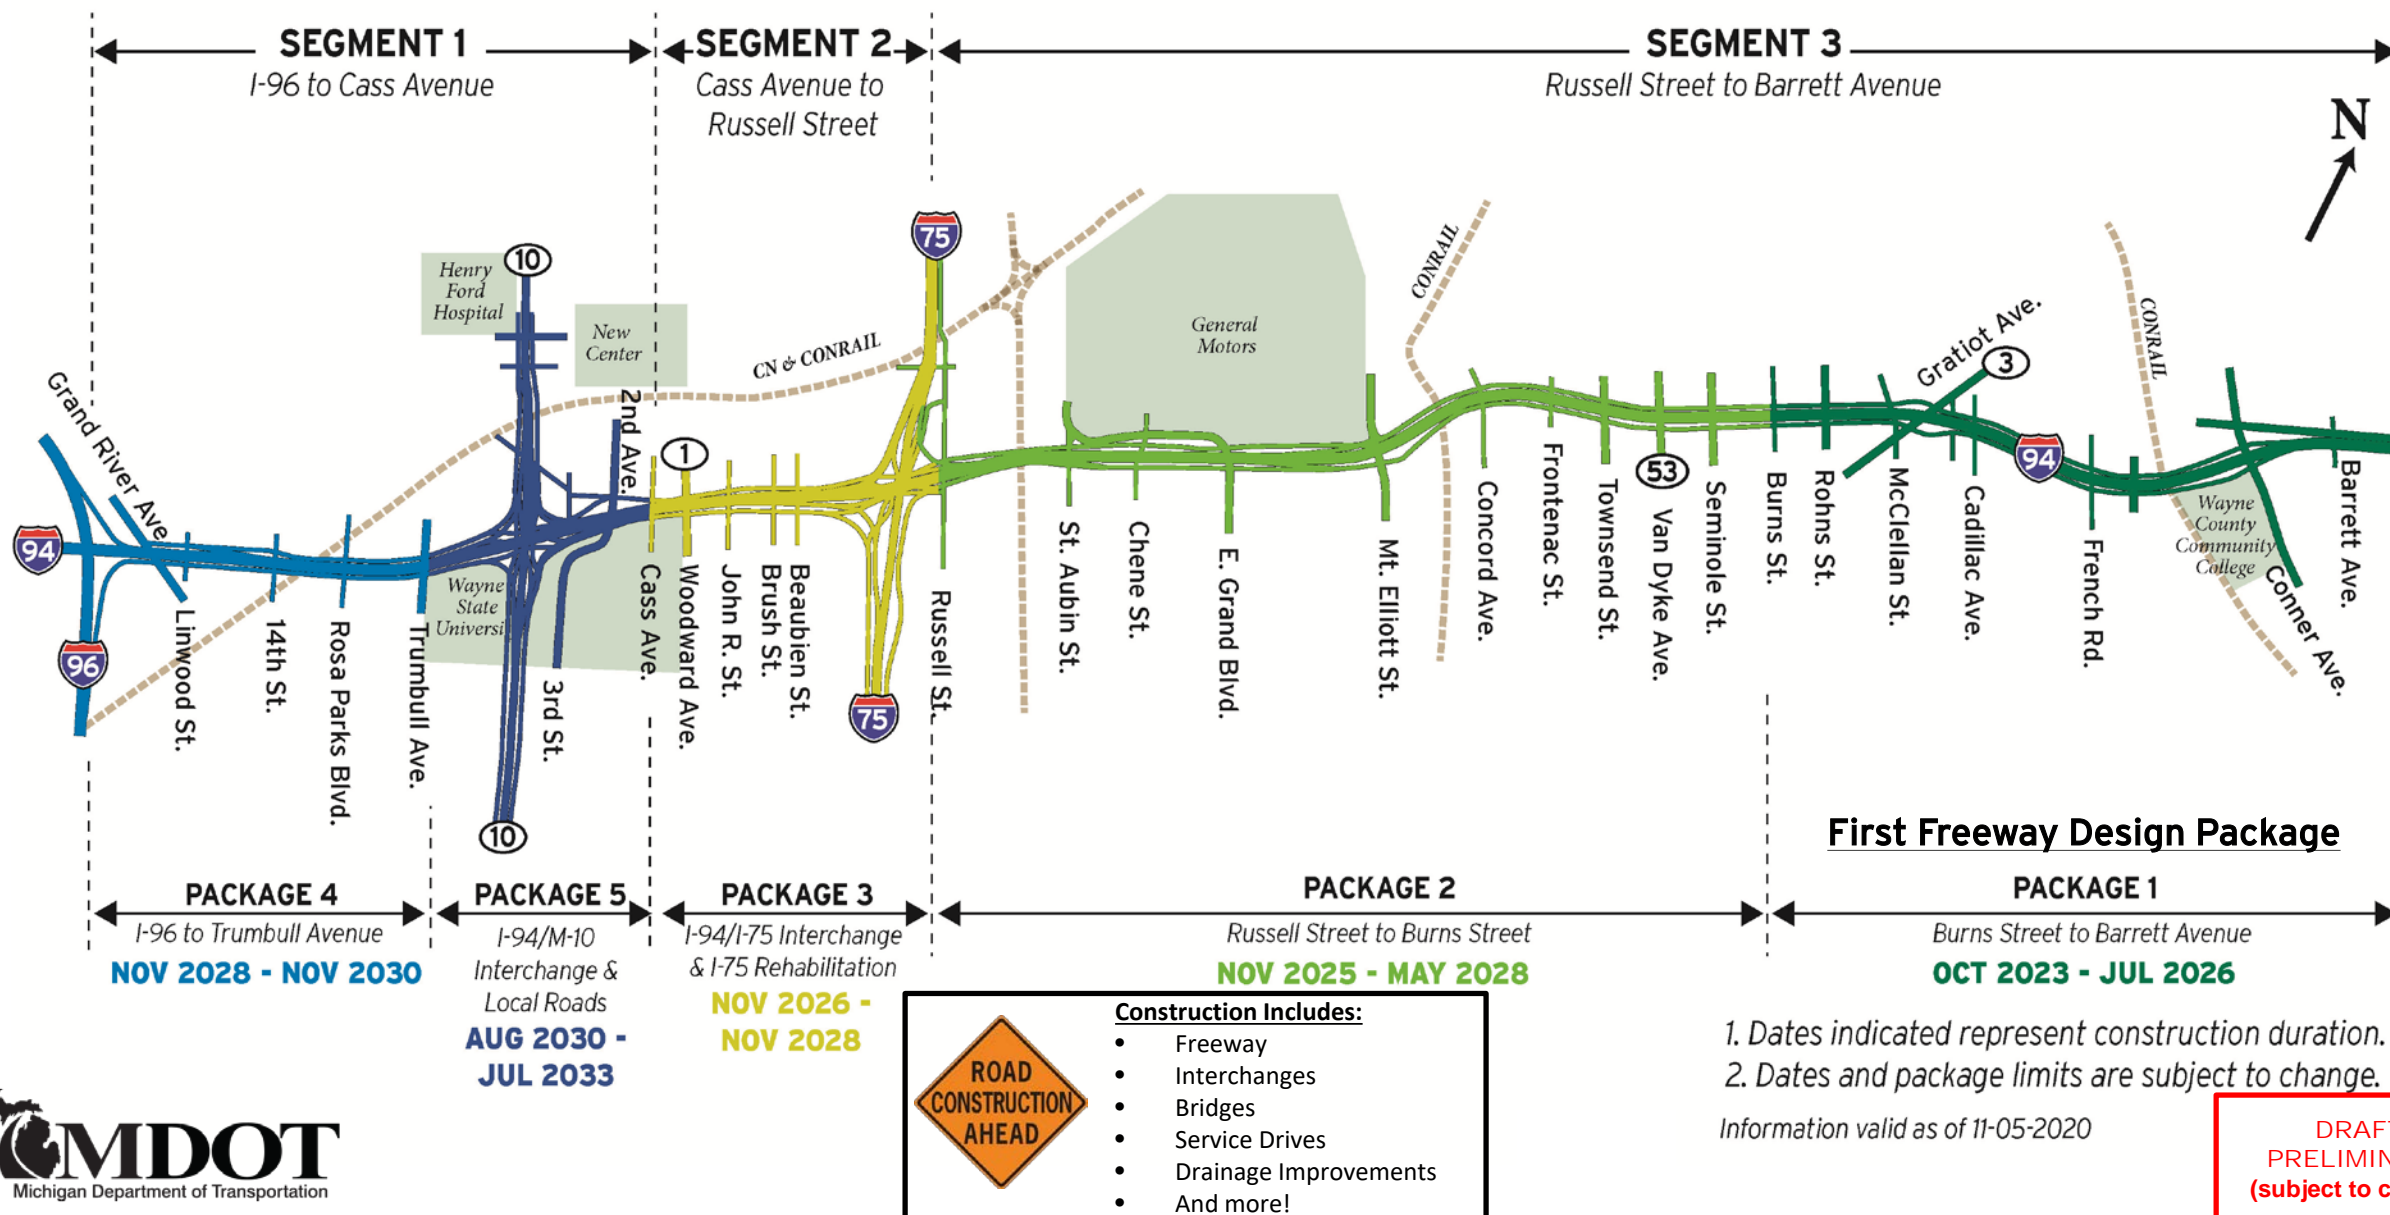 SEGMENT 1
I-96 to Cass Avenue
SEGMENT 2
Cass Avenue to
Russell Street
SEGMENT 3
Russell Street to Barrett Avenue
N
Henry
Ford
Hospital
10
New
Center
CN & CONRAIL
75
General
Motors
CONRAIL
Gratiot Ave.
3
CONRAIL
Grand River Ave
2nd Ave.
1
53
94
94
96
Wayne
State
Universi
Wayne
County
Community
College
Linwood St.
14th St.
Rosa Parks Blvd.
Trumbull Ave.
3rd St.
Cass Ave.
Woodward Ave.
John R. St.
Brush St.
Beaubien St.
75
Russell St.
St. Aubin St.
Chene St.
E. Grand Blvd.
Mt. Elliott St.
Concord Ave.
Frontenac St.
Townsend St.
Van Dyke Ave.
Seminole St.
Burns St.
Rohns St.
McClellan St.
Cadillac Ave.
French Rd.
Conner Ave.
Barrett Ave.
10
First Freeway Design Package
PACKAGE 4
I-96 to Trumbull Avenue
NOV 2028 - NOV 2030
PACKAGE 5
I-94/M-10
Interchange &
Local Roads
AUG 2030 -
JUL 2033
PACKAGE 3
I-94/I-75 Interchange
& I-75 Rehabilitation
NOV 2026 -
NOV 2028
PACKAGE 2
Russell Street to Burns Street
NOV 2025 - MAY 2028
PACKAGE 1
Burns Street to Barrett Avenue
OCT 2023 - JUL 2026
ROAD
CONSTRUCTION
AHEAD
Construction Includes:
• Freeway
• Interchanges
• Bridges
• Service Drives
• Drainage Improvements
• And more!
1. Dates indicated represent construction duration.
2. Dates and package limits are subject to change.
Information valid as of 11-05-2020
DRAF
PRELIMIN
(subject to c
MDOT
Michigan Department of Transportation